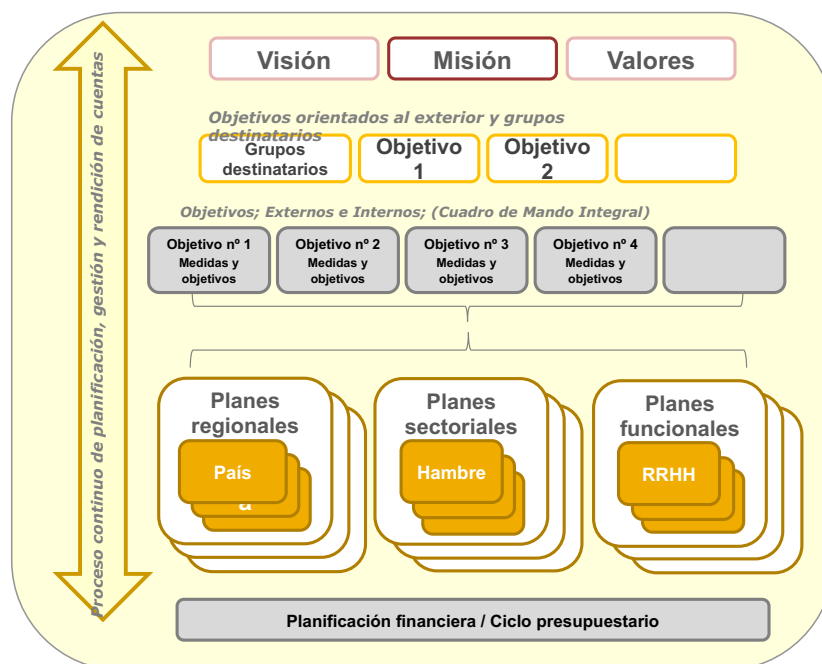 Visión
Misión
Valores
Objetivos orientados al exterior y grupos
destinatarios
Grupos
destinatarios
Objetivo
1
Objetivo
2
Objetivos; Externos e Internos; (Cuadro de Mando Integral)
Objetivo nº 1
Medidas y
objetivos
Objetivo nº 2
Medidas y
objetivos
Objetivo nº 3
Medidas y
objetivos
Objetivo nº 4
Medidas y
objetivos
Planes
regionales
País
a
Planes
sectoriales
Hambre
Planes
funcionales
RRHH
Planificación financiera / Ciclo presupuestario
Proceso continuo de planificación, gestión y rendición de cuentas